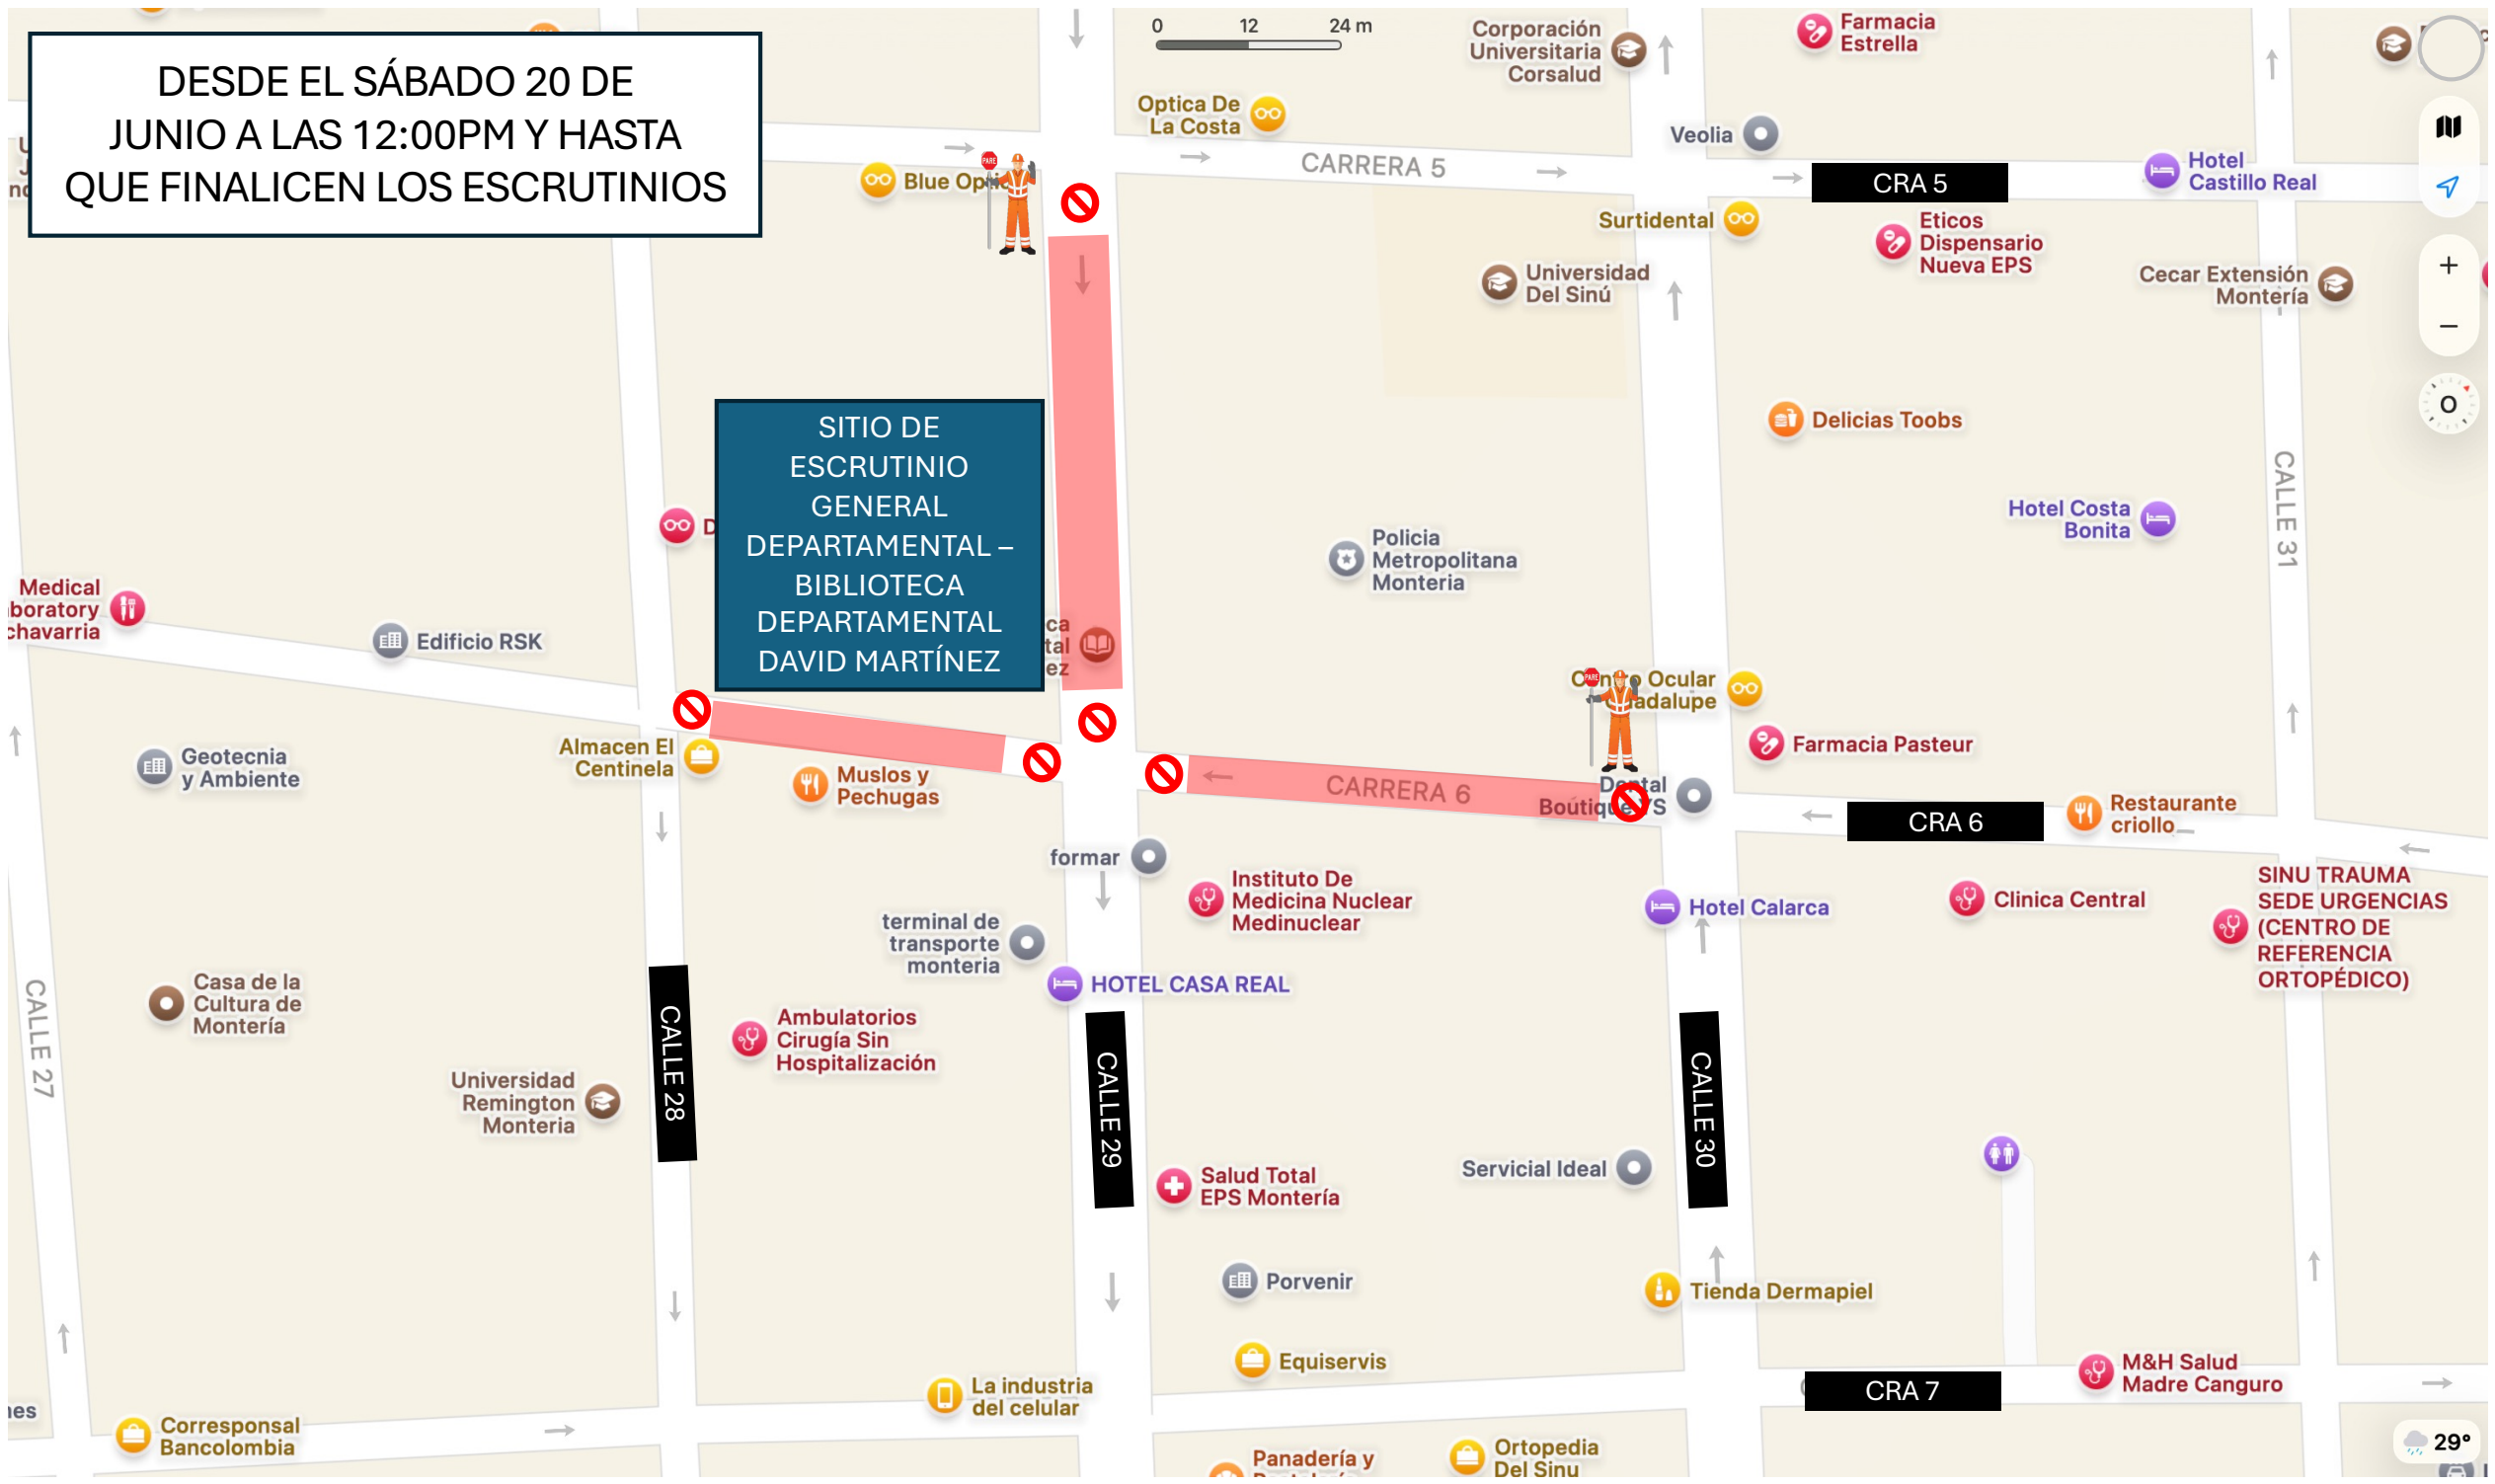 DESDE EL SÁBADO 20 DE
JUNIO A LAS 12:00PM Y HASTA
QUE FINALICEN LOS ESCRUTINIOS
0 12 24 m
Corporación
Universitaria
Corsalud
Farmacia
Estrella
Optica De
La Costa
Veolia
CARRERA 5
CRA 5
Hotel
Castillo Real
PARE
Blue
Surtidental
Eticos
Dispensario
Nueva EPS
Universidad
Del Sinú
Cecar Extensión
Montería
+
−
O
SITIO DE
ESCRUTINIO
GENERAL
DEPARTAMENTAL –
BIBLIOTECA
DEPARTAMENTAL
DAVID MARTÍNEZ
Delicias Toobs
CALLE 31
Hotel Costa
Bonita
Policia
Metropolitana
Monteria
Medical
boratory
chavarria
Edificio RSK
ca
tal
ez
PARE
Ocular
Farmacia Pasteur
Geotecnia
y Ambiente
Almacen El
Centinela
Muslos y
Pechugas
CARRERA 6
Dental
Boutique YS
CRA 6
Restaurante
criollo
formar
Instituto De
Medicina Nuclear
Medinuclear
Hotel Calarca
Clinica Central
SINU TRAUMA
SEDE URGENCIAS
(CENTRO DE
REFERENCIA
ORTOPÉDICO)
terminal de
transporte
monteria
HOTEL CASA REAL
CALLE 27
Casa de la
Cultura de
Montería
CALLE 28
Ambulatorios
Cirugía Sin
Hospitalización
CALLE 29
CALLE 30
Universidad
Remington
Monteria
Salud Total
EPS Montería
Servicial Ideal
Porvenir
Tienda Dermapiel
Equiservis
La industria
del celular
CRA 7
M&H Salud
Madre Canguro
nes
Corresponsal
Bancolombia
Panadería y
Ortopedia
Del Sinu
29°